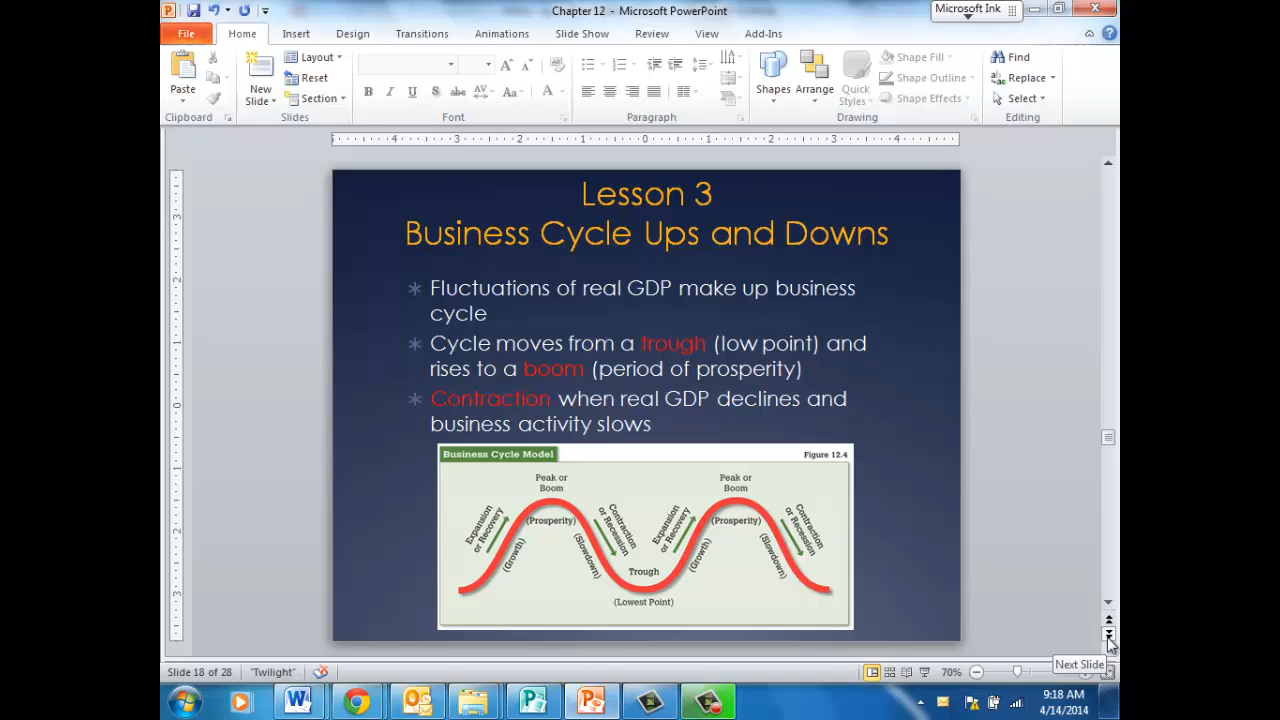 Chapter 12 - Microsoft PowerPoint
Microsoft Ink
File Home Insert Design Transitions Animations Slide Show Review View Add-Ins
Paste
New Slide
Layout
Reset
Section
Shapes Arrange Quick Styles
Shape Fill
Shape Outline
Shape Effects
Find
Replace
Select
Clipboard Slides Font Paragraph Drawing Editing
Lesson 3
Business Cycle Ups and Downs
Fluctuations of real GDP make up business
cycle
Cycle moves from a trough (low point) and
rises to a boom (period of prosperity)
Contraction when real GDP declines and
business activity slows
Business Cycle Model Figure 12.4
Peak or
Boom
(Prosperity)
Expansion
or Recovery
(Growth)
Contraction
or Recession
(Slowdown)
Trough
(Lowest Point)
Expansion
or Recovery
(Growth)
Peak or
Boom
(Prosperity)
Contraction
or Recession
(Slowdown)
Next Slide
Slide 18 of 28 "Twilight" 70%
9:18 AM
4/14/2014